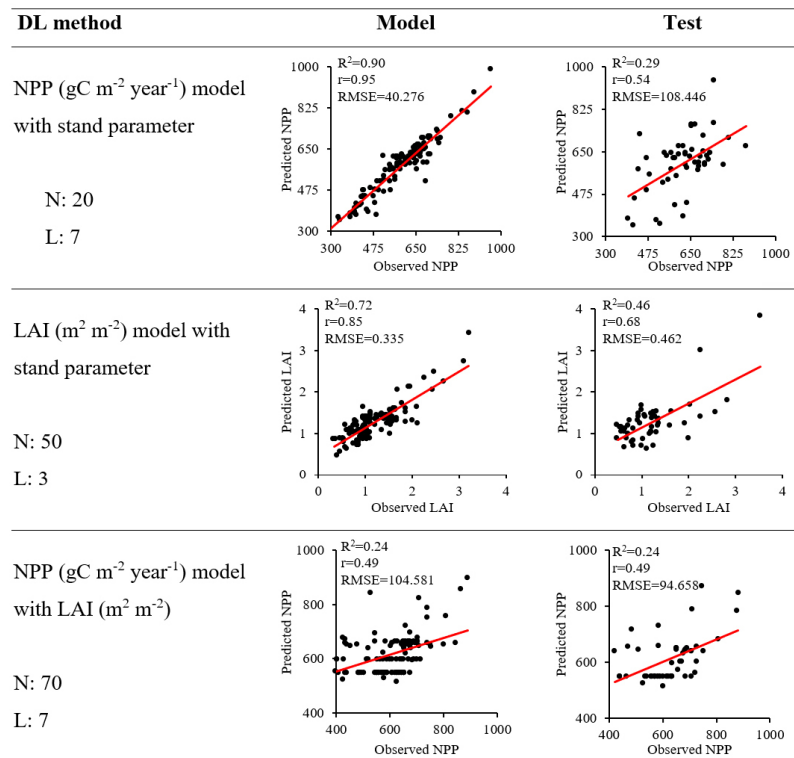 DL method Model Test
NPP (gC m-2 year-1) model
with stand parameter
N: 20
L: 7
R2=0.90
r=0.95
RMSE=40.276
Predicted NPP
1000
825
650
475
300
300 475 650 825 1000
Observed NPP
R2=0.29
r=0.54
RMSE=108.446
Predicted NPP
1000
825
650
475
300
300 475 650 825 1000
Observed NPP
LAI (m2 m-2) model with
stand parameter
N: 50
L: 3
R2=0.72
r=0.85
RMSE=0.335
Predicted LAI
4
3
2
1
0
0 1 2 3 4
Observed LAI
R2=0.46
r=0.68
RMSE=0.462
Predicted LAI
4
3
2
1
0
0 1 2 3 4
Observed LAI
NPP (gC m-2 year-1) model
with LAI (m2 m-2)
N: 70
L: 7
R2=0.24
r=0.49
RMSE=104.581
Predicted NPP
1000
800
600
400
400 600 800 1000
Observed NPP
R2=0.24
r=0.49
RMSE=94.658
Predicted NPP
1000
800
600
400
400 600 800 1000
Observed NPP